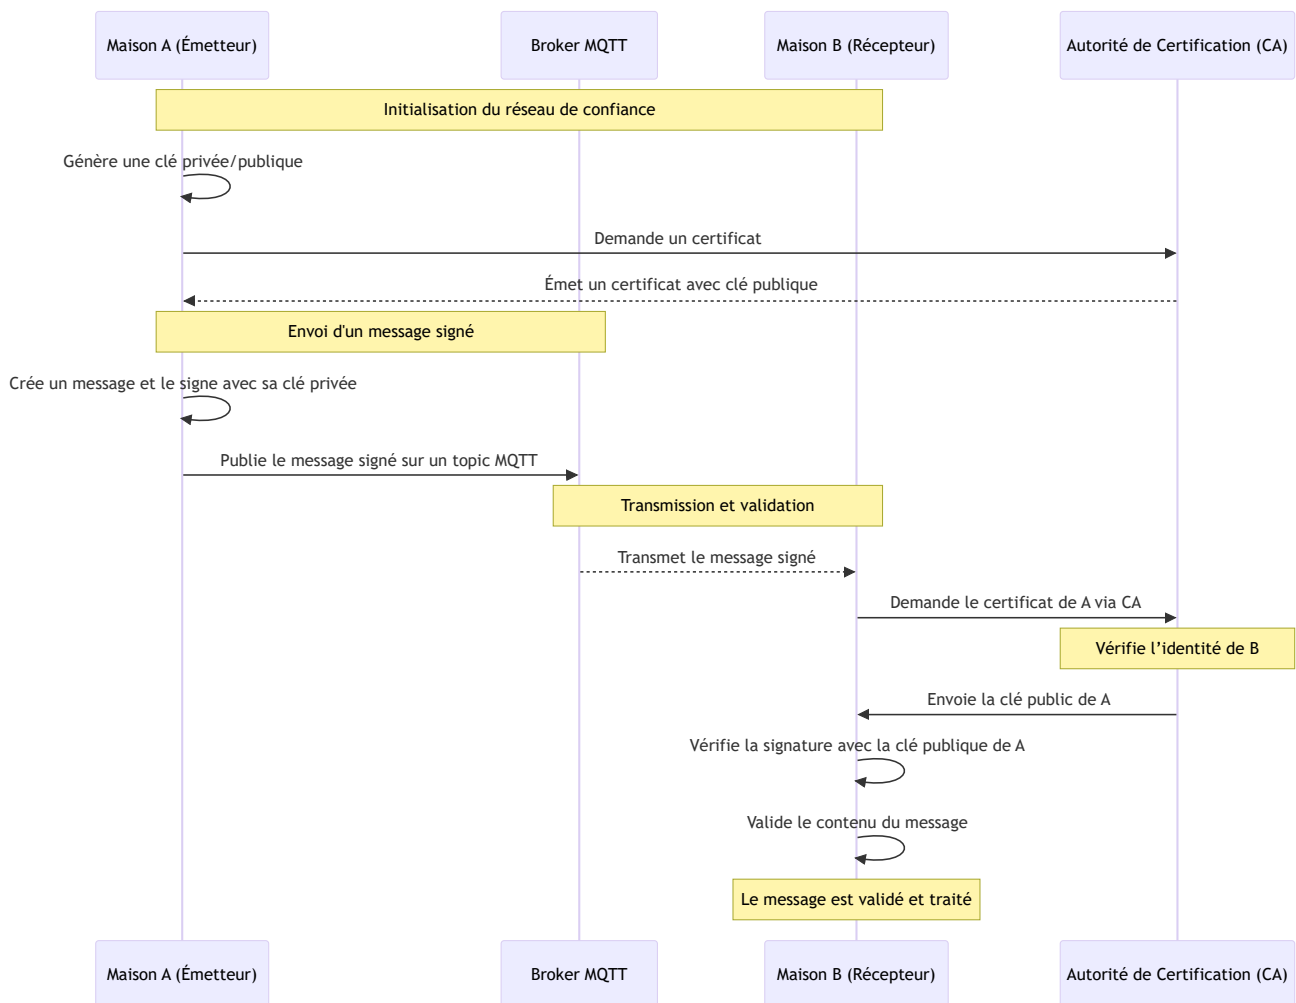 Maison A (Émetteur)
Broker MQTT
Maison B (Récepteur)
Autorité de Certification (CA)
Initialisation du réseau de confiance
Génère une clé privée/publique
Demande un certificat
Émet un certificat avec clé publique
Envoi d'un message signé
Crée un message et le signe avec sa clé privée
Publie le message signé sur un topic MQTT
Transmission et validation
Transmet le message signé
Demande le certificat de A via CA
Vérifie l’identité de B
Envoie la clé public de A
Vérifie la signature avec la clé publique de A
Valide le contenu du message
Le message est validé et traité
Maison A (Émetteur)
Broker MQTT
Maison B (Récepteur)
Autorité de Certification (CA)